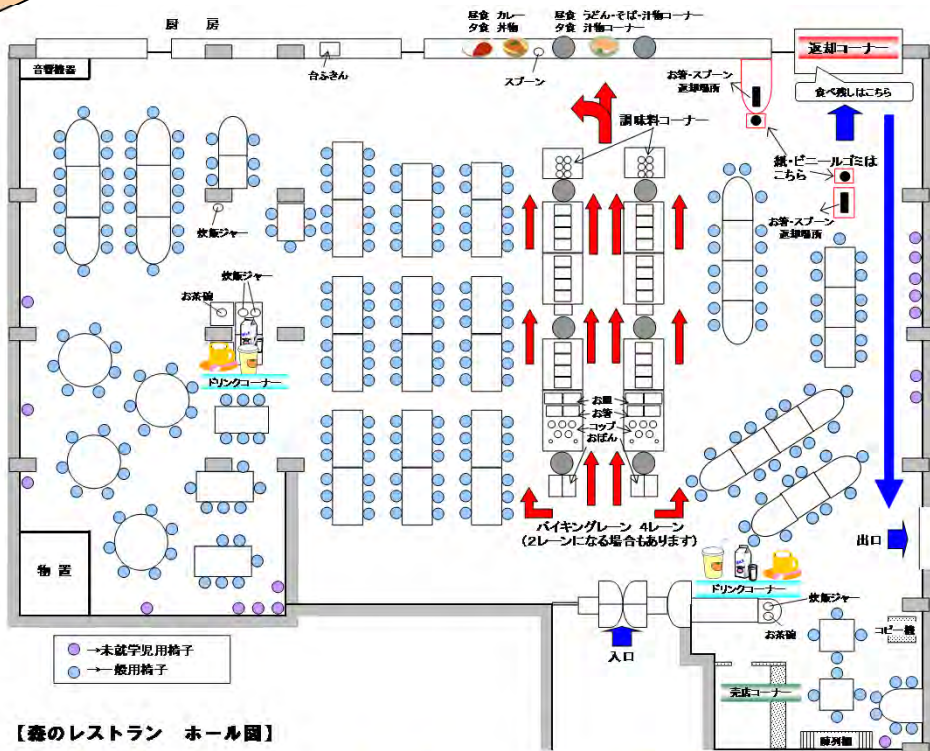 厨 房
昼食 カレー
夕食 丼物
昼食 うどん・そば・汁物コーナー
夕食 汁物コーナー
返却コーナー
音響機器
台ふきん
スプーン
お箸・スプーン
返却場所
食べ残しはこちら
調味料コーナー
紙・ビニールゴミは
こちら
お箸・スプーン
返却場所
炊飯ジャー
炊飯ジャー
お茶碗
ドリンクコーナー
お皿
お箸
コップ
おぼん
バイキングレーン 4レーン
(2レーンになる場合もあります)
出口
物置
ドリンクコーナー
炊飯ジャー
お茶碗
コピー機
入口
売店コーナー
陳列棚
→未就学児用椅子
→一般用椅子
【森のレストラン ホール図】